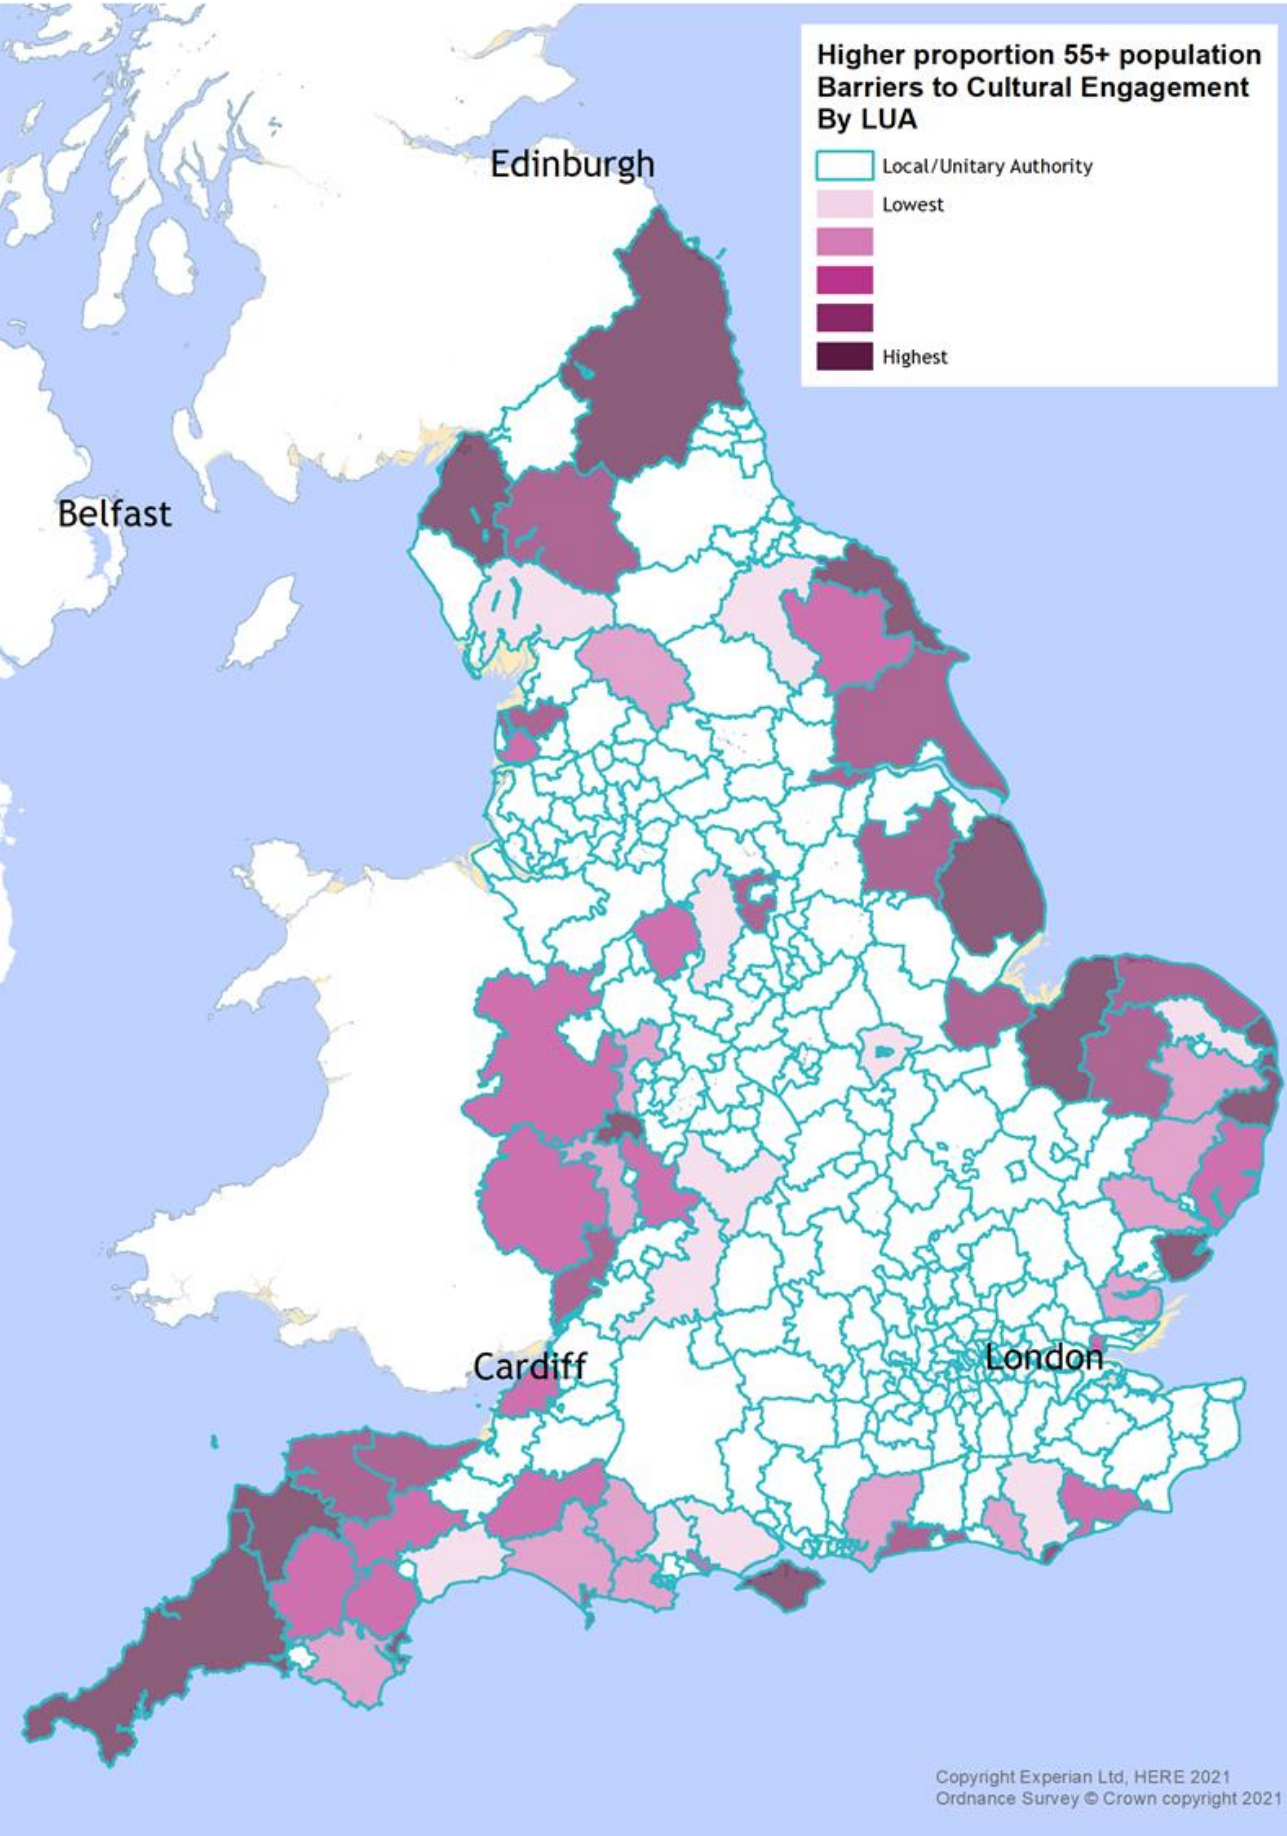 Higher proportion 55+ population
Barriers to Cultural Engagement
By LUA
Local/Unitary Authority
Lowest
Highest
Edinburgh
Belfast
Cardiff
London
Copyright Experian Ltd, HERE 2021
Ordnance Survey © Crown copyright 2021